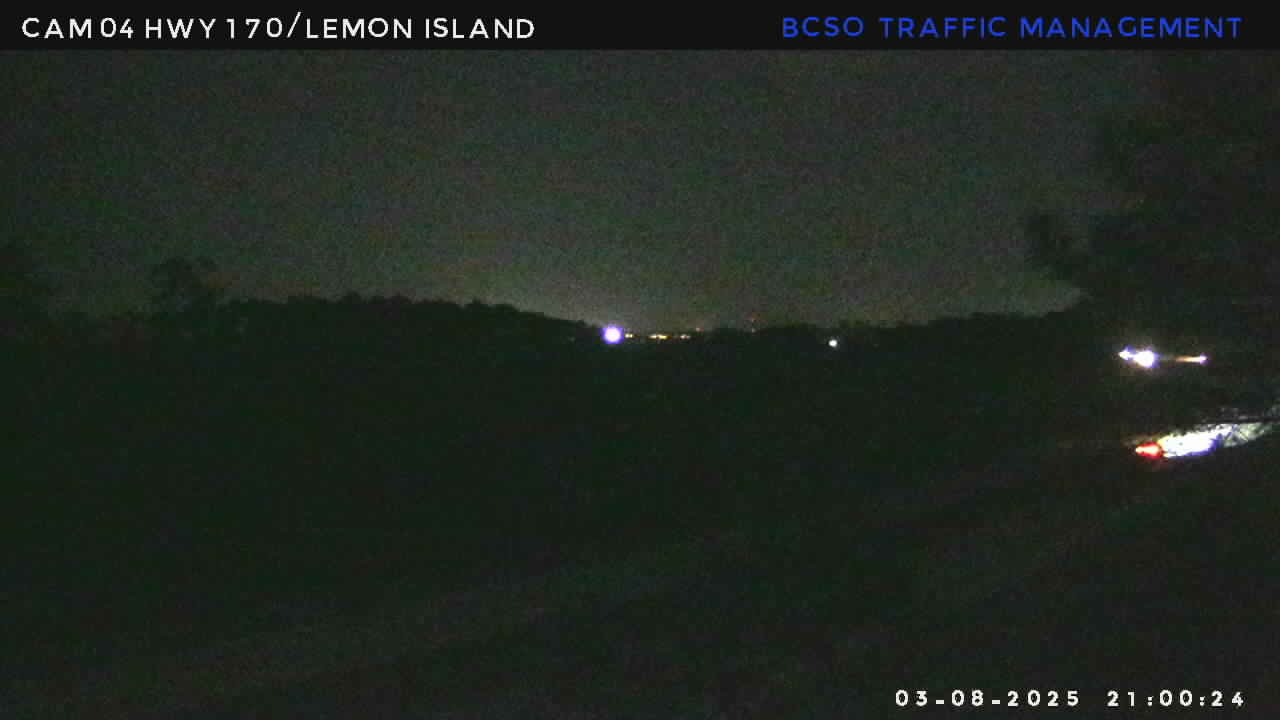 CAM04 HWY 170/LEMON ISLAND
BCSO TRAFFIC MANAGEMENT
03-08-2025 21:00:24